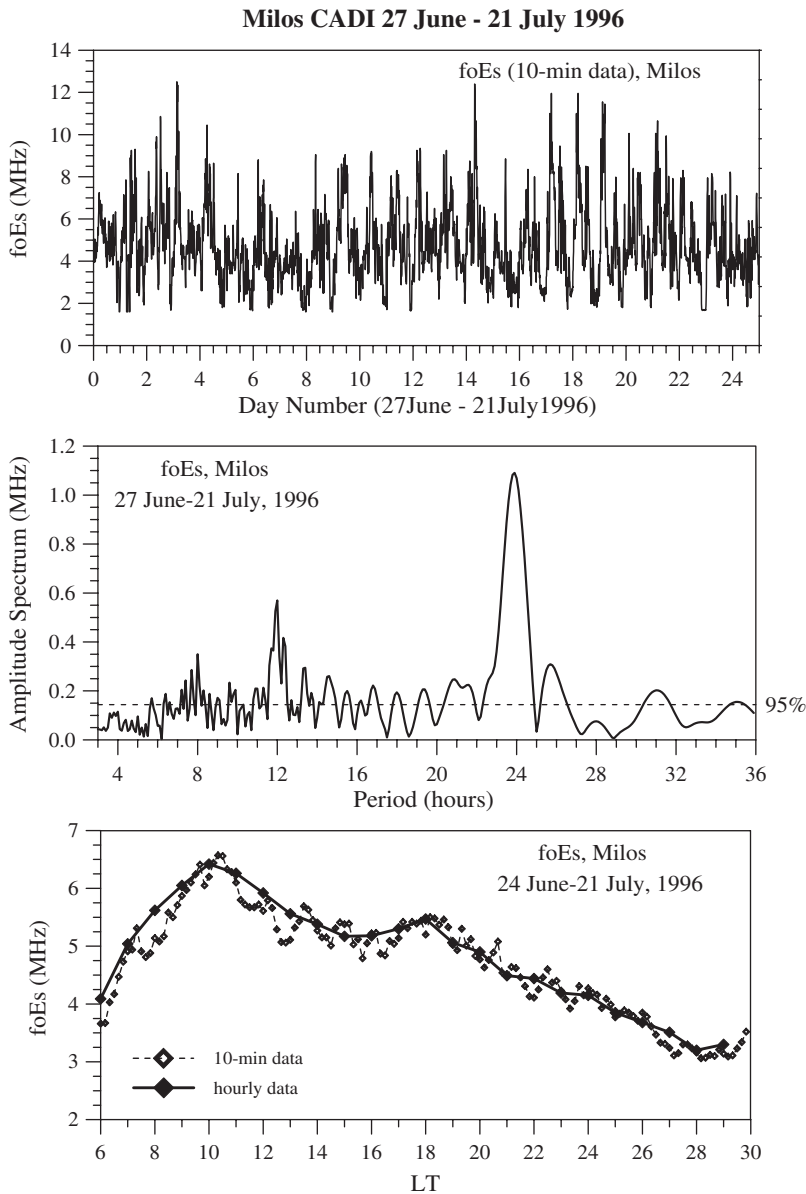 Milos CADI 27 June - 21 July 1996
14
12
10
8
6
4
2
0
foEs (MHz)
foEs (10-min data), Milos
0 2 4 6 8 10 12 14 16 18 20 22 24
Day Number (27June - 21July1996)
1.2
1.0
0.8
0.6
0.4
0.2
0.0
Amplitude Spectrum (MHz)
foEs, Milos
27 June-21 July, 1996
95%
4 8 12 16 20 24 28 32 36
Period (hours)
7
6
5
4
3
2
foEs (MHz)
foEs, Milos
24 June-21 July, 1996
10-min data
hourly data
6 8 10 12 14 16 18 20 22 24 26 28 30
LT